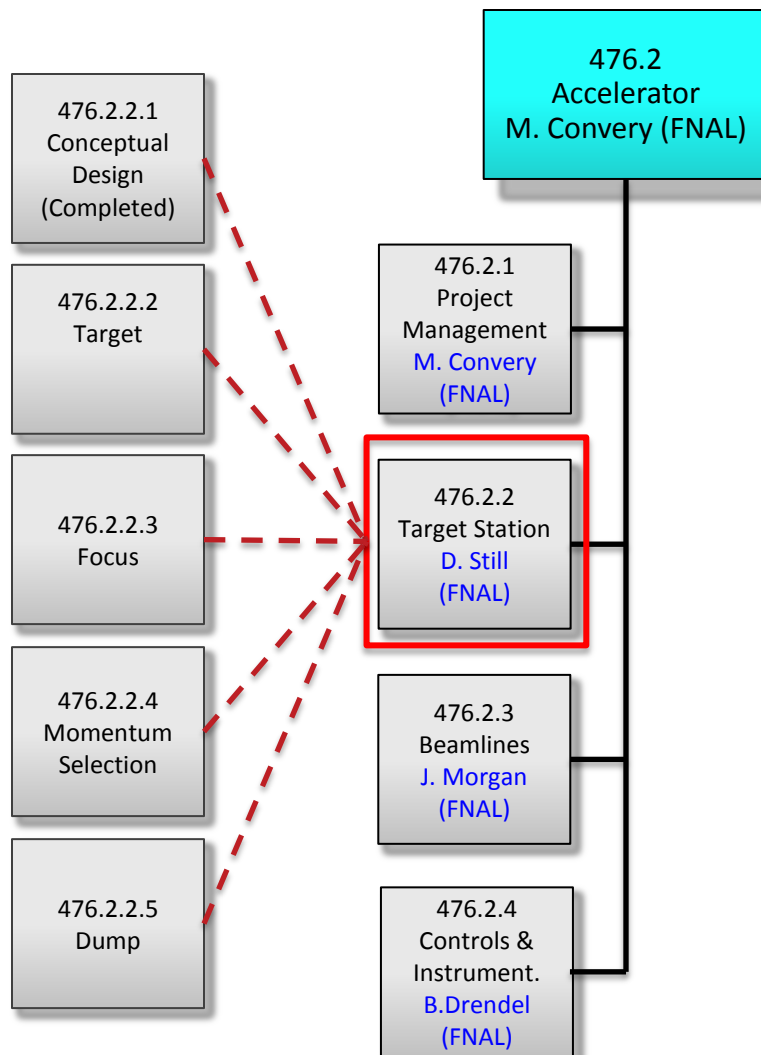 476.2
Accelerator
M. Convery (FNAL)
476.2.2.1
Conceptual
Design
(Completed)
476.2.2.2
Target
476.2.2.3
Focus
476.2.2.4
Momentum
Selection
476.2.2.5
Dump
476.2.1
Project
Management
M. Convery
(FNAL)
476.2.2
Target Station
D. Still
(FNAL)
476.2.3
Beamlines
J. Morgan
(FNAL)
476.2.4
Controls &
Instrument.
B.Drendel
(FNAL)